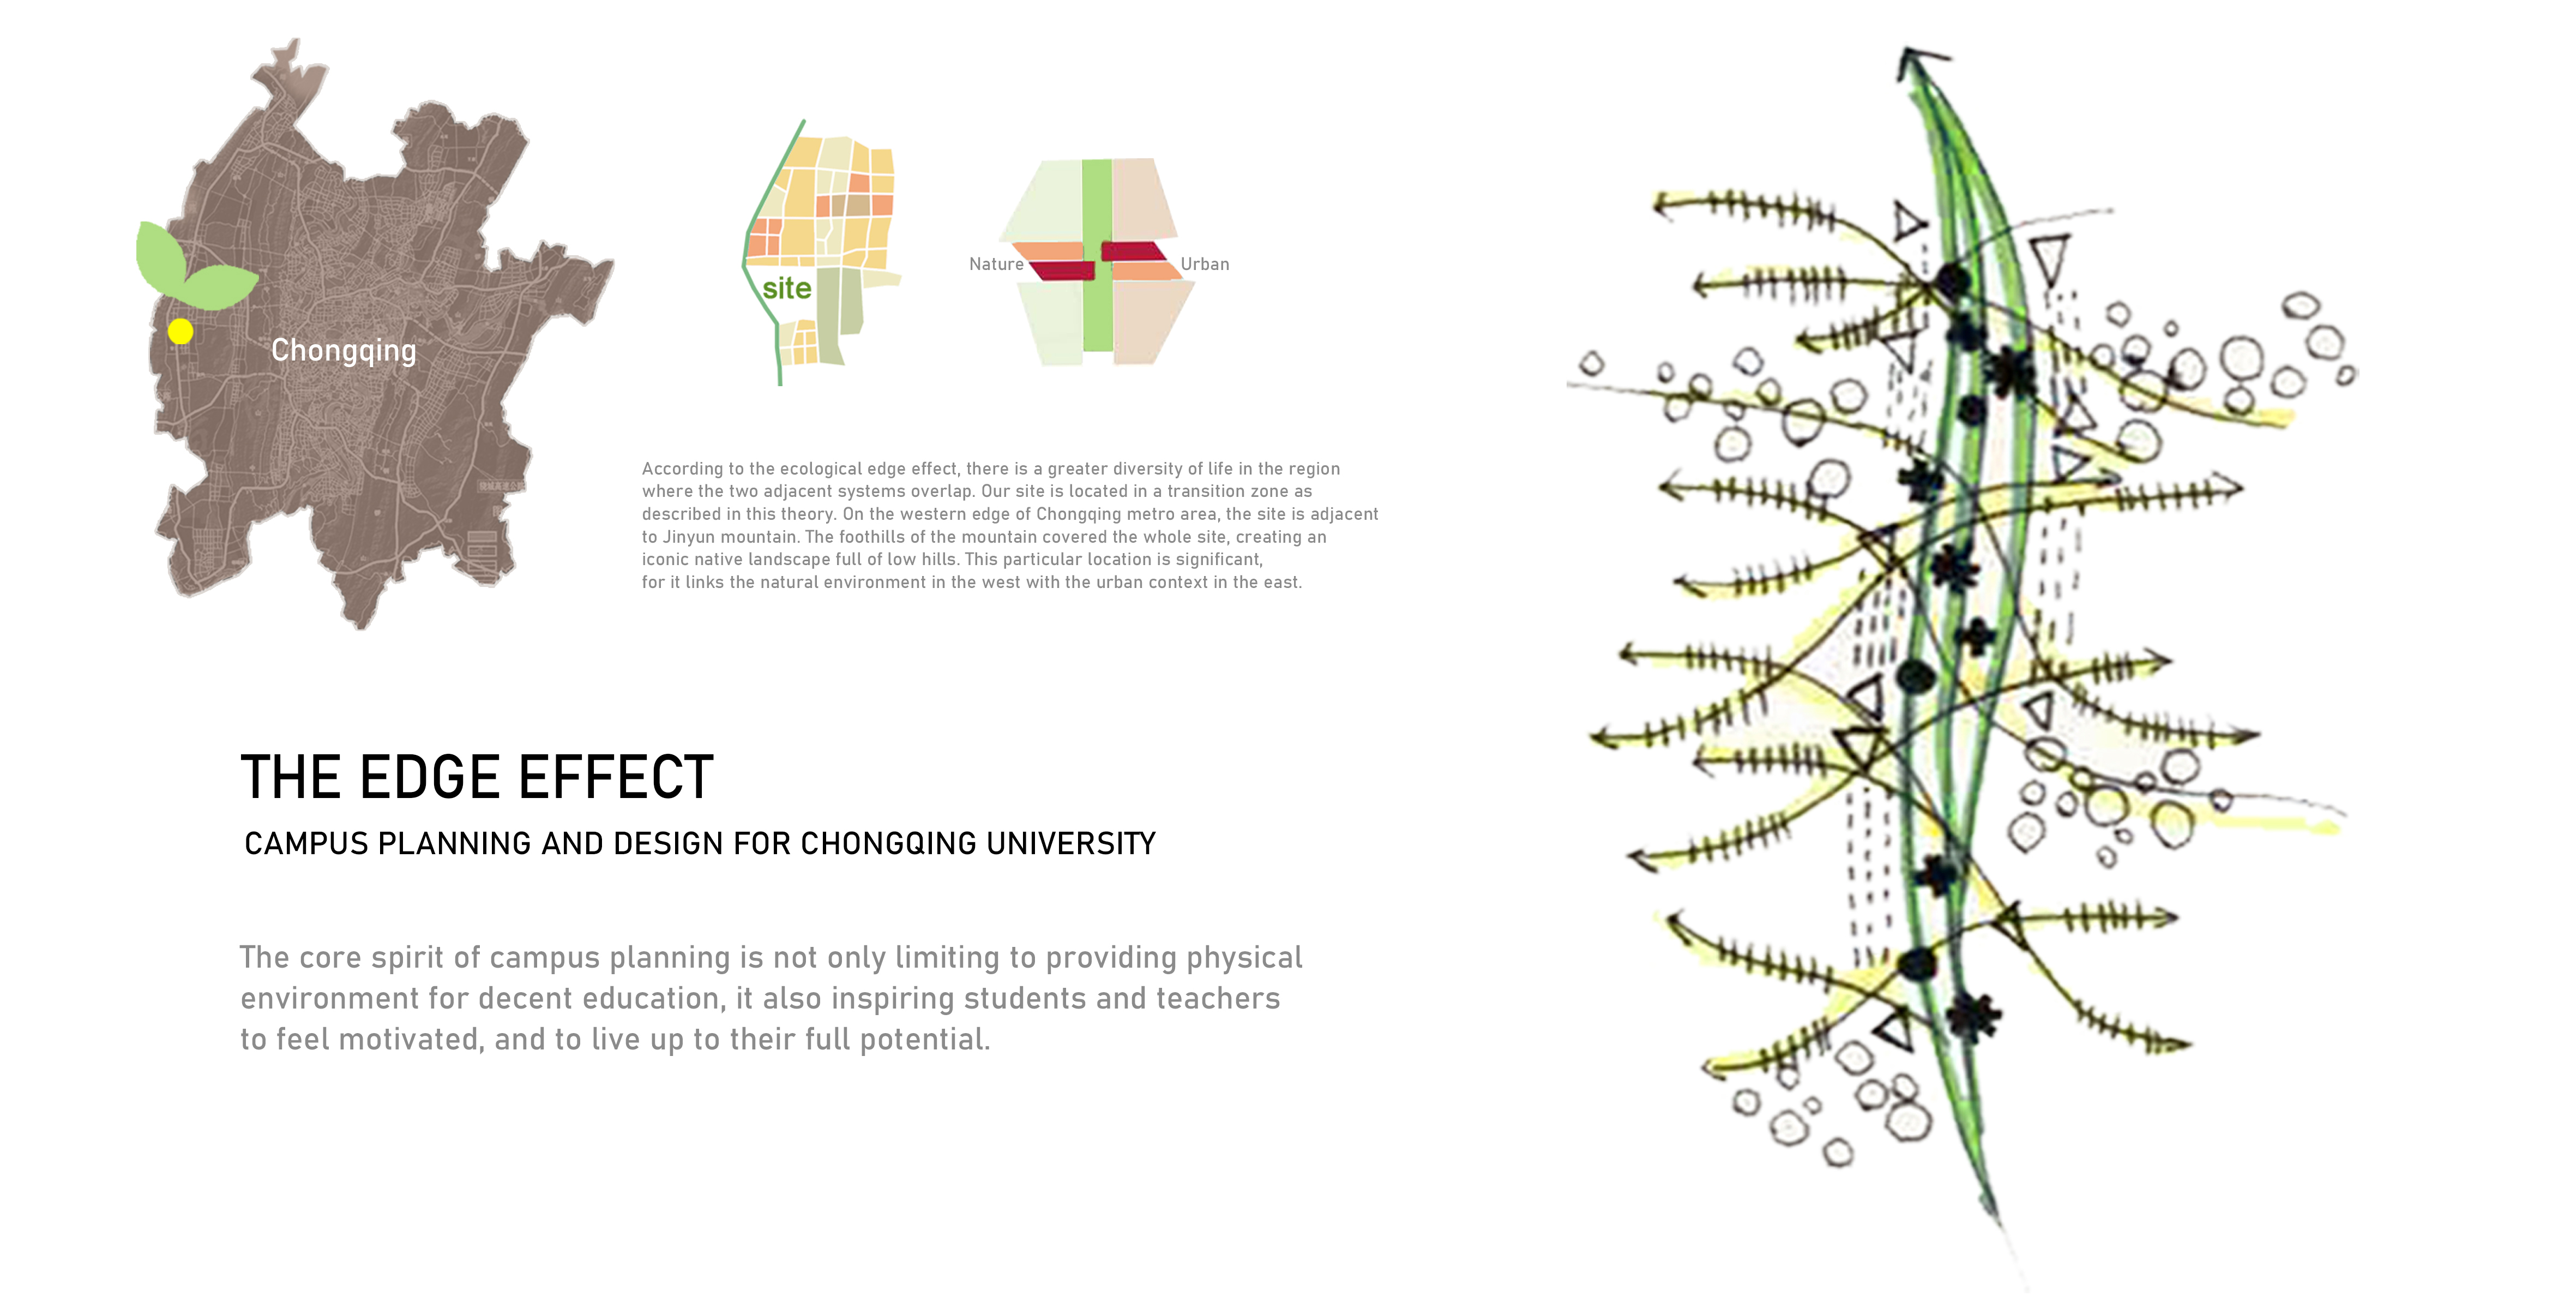 Chongqing
site
Nature
Urban
According to the ecological edge effect, there is a greater diversity of life in the region
where the two adjacent systems overlap. Our site is located in a transition zone as
described in this theory. On the western edge of Chongqing metro area, the site is adjacent
to Jinyun mountain. The foothills of the mountain covered the whole site, creating an
iconic native landscape full of low hills. This particular location is significant,
for it links the natural environment in the west with the urban context in the east.
THE EDGE EFFECT
CAMPUS PLANNING AND DESIGN FOR CHONGQING UNIVERSITY
The core spirit of campus planning is not only limiting to providing physical
environment for decent education, it also inspiring students and teachers
to feel motivated, and to live up to their full potential.